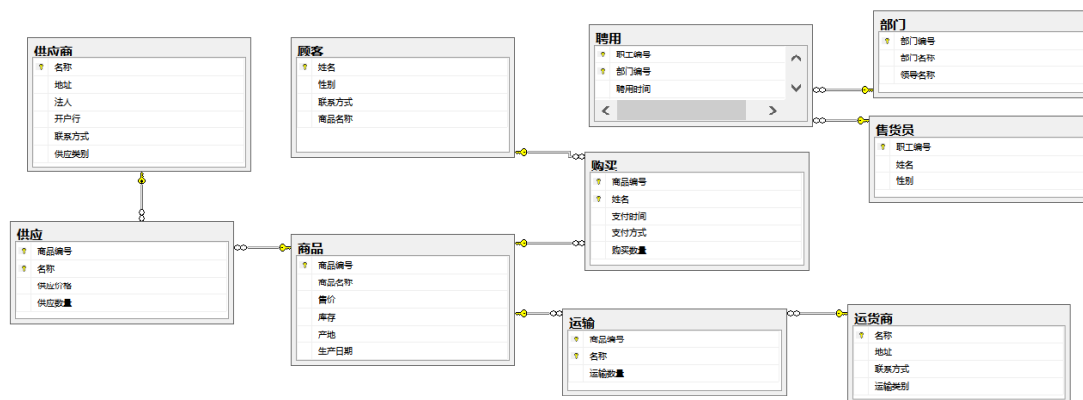 供应商
名称
地址
法人
开户行
联系方式
供应类别
顾客
姓名
性别
联系方式
商品名称
聘用
职工编号
部门编号
聘用时间
部门
部门编号
部门名称
领导名称
售货员
职工编号
姓名
性别
购买
商品编号
姓名
支付时间
支付方式
购买数量
供应
商品编号
名称
供应价格
供应数量
商品
商品编号
商品名称
售价
库存
产地
生产日期
运输
商品编号
名称
运输数量
运货商
名称
地址
联系方式
运输类别